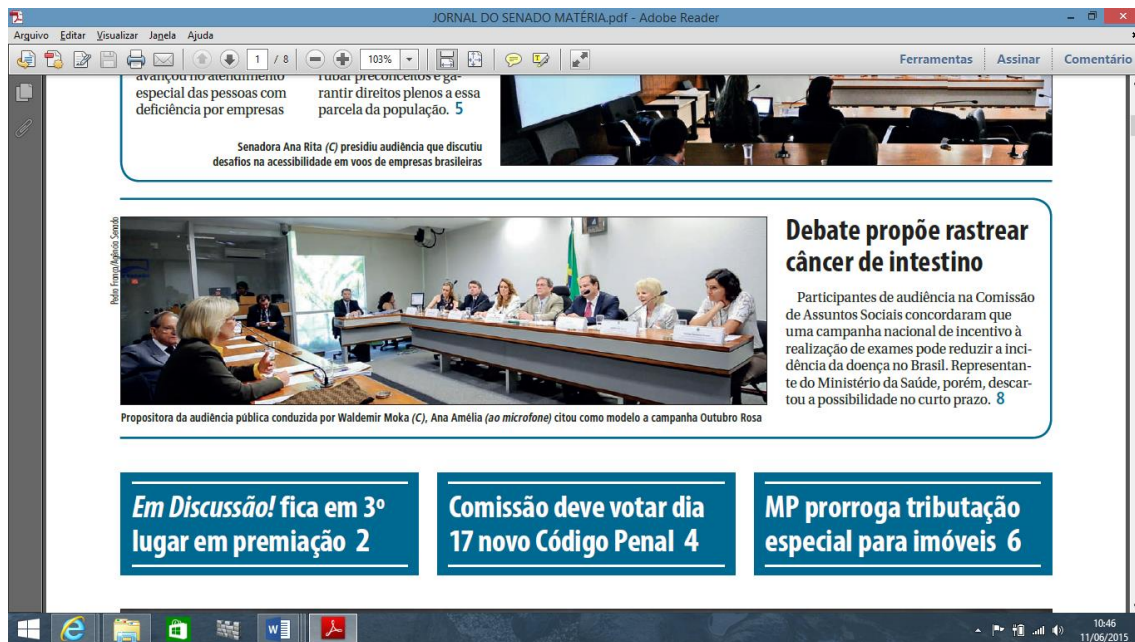 JORNAL DO SENADO MATÉRIA.pdf - Adobe Reader
Arquivo Editar Visualizar Janela Ajuda
1 / 8 103% Ferramentas Assinar Comentário
avançou no atendimento
especial das pessoas com
deficiência por empresas
rubar preconceitos e ga-
rantir direitos plenos a essa
parcela da população. 5
Senadora Ana Rita (C) presidiu audiência que discutiu
desafios na acessibilidade em voos de empresas brasileiras
Pedro França/Agência Senado
Propositora da audiência pública conduzida por Waldemir Moka (C), Ana Amélia (ao microfone) citou como modelo a campanha Outubro Rosa
Debate propõe rastrear
câncer de intestino
Participantes de audiência na Comissão
de Assuntos Sociais concordaram que
uma campanha nacional de incentivo à
realização de exames pode reduzir a inci-
dência da doença no Brasil. Representan-
te do Ministério da Saúde, porém, descar-
tou a possibilidade no curto prazo. 8
Em Discussão! fica em 3º
lugar em premiação 2
Comissão deve votar dia
17 novo Código Penal 4
MP prorroga tributação
especial para imóveis 6
10:46
11/06/2015